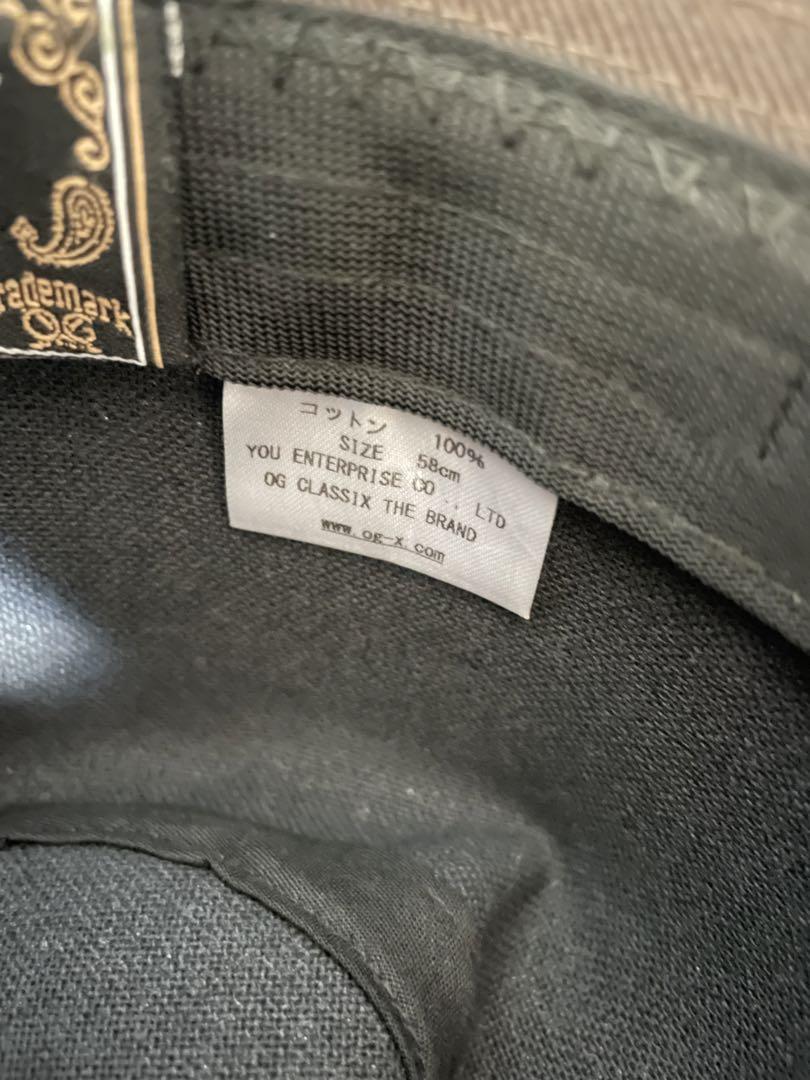 trademark
OG
コットン 100%
SIZE 58cm
YOU ENTERPRISE CO., LTD
OG CLASSIX THE BRAND
www.og-x.com